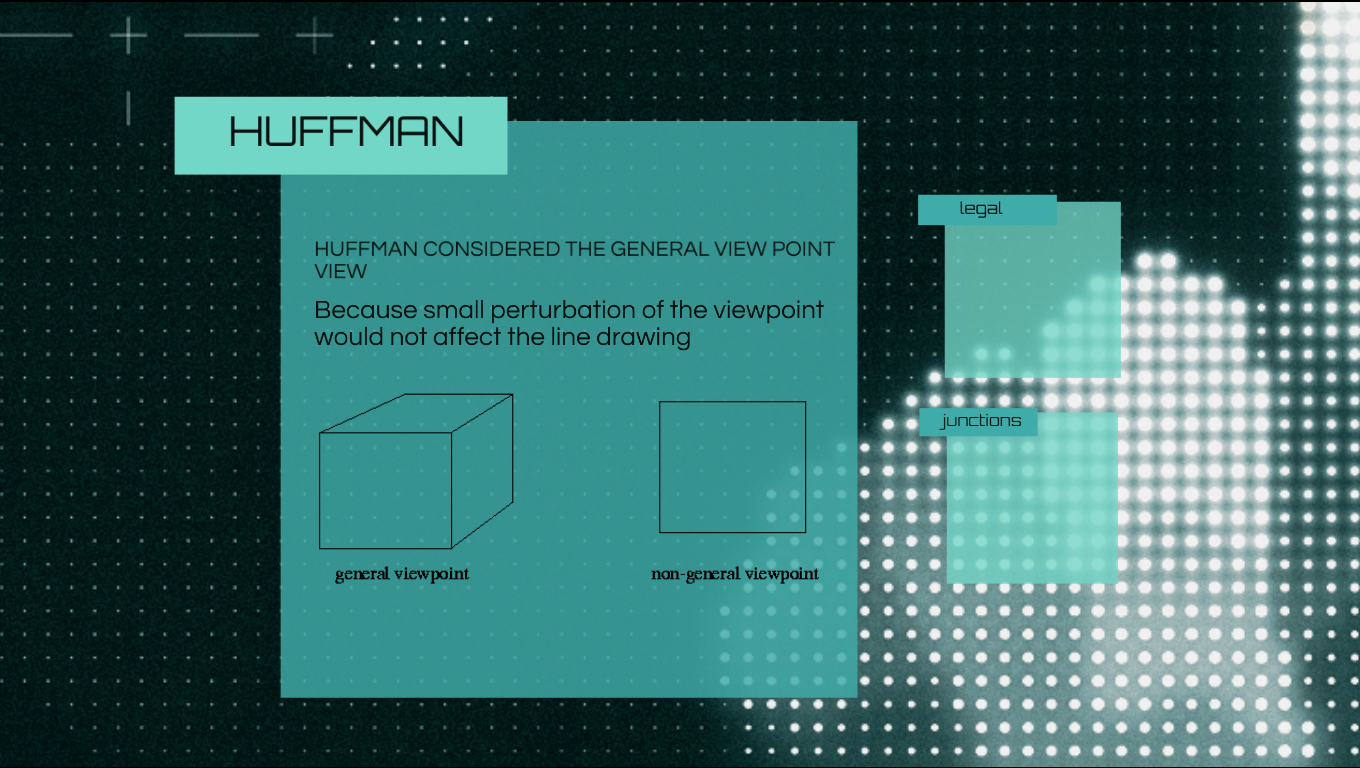 HUFFMAN
HUFFMAN CONSIDERED THE GENERAL VIEW POINT
VIEW
Because small perturbation of the viewpoint
would not affect the line drawing
general viewpoint
non-general viewpoint
legal
junctions